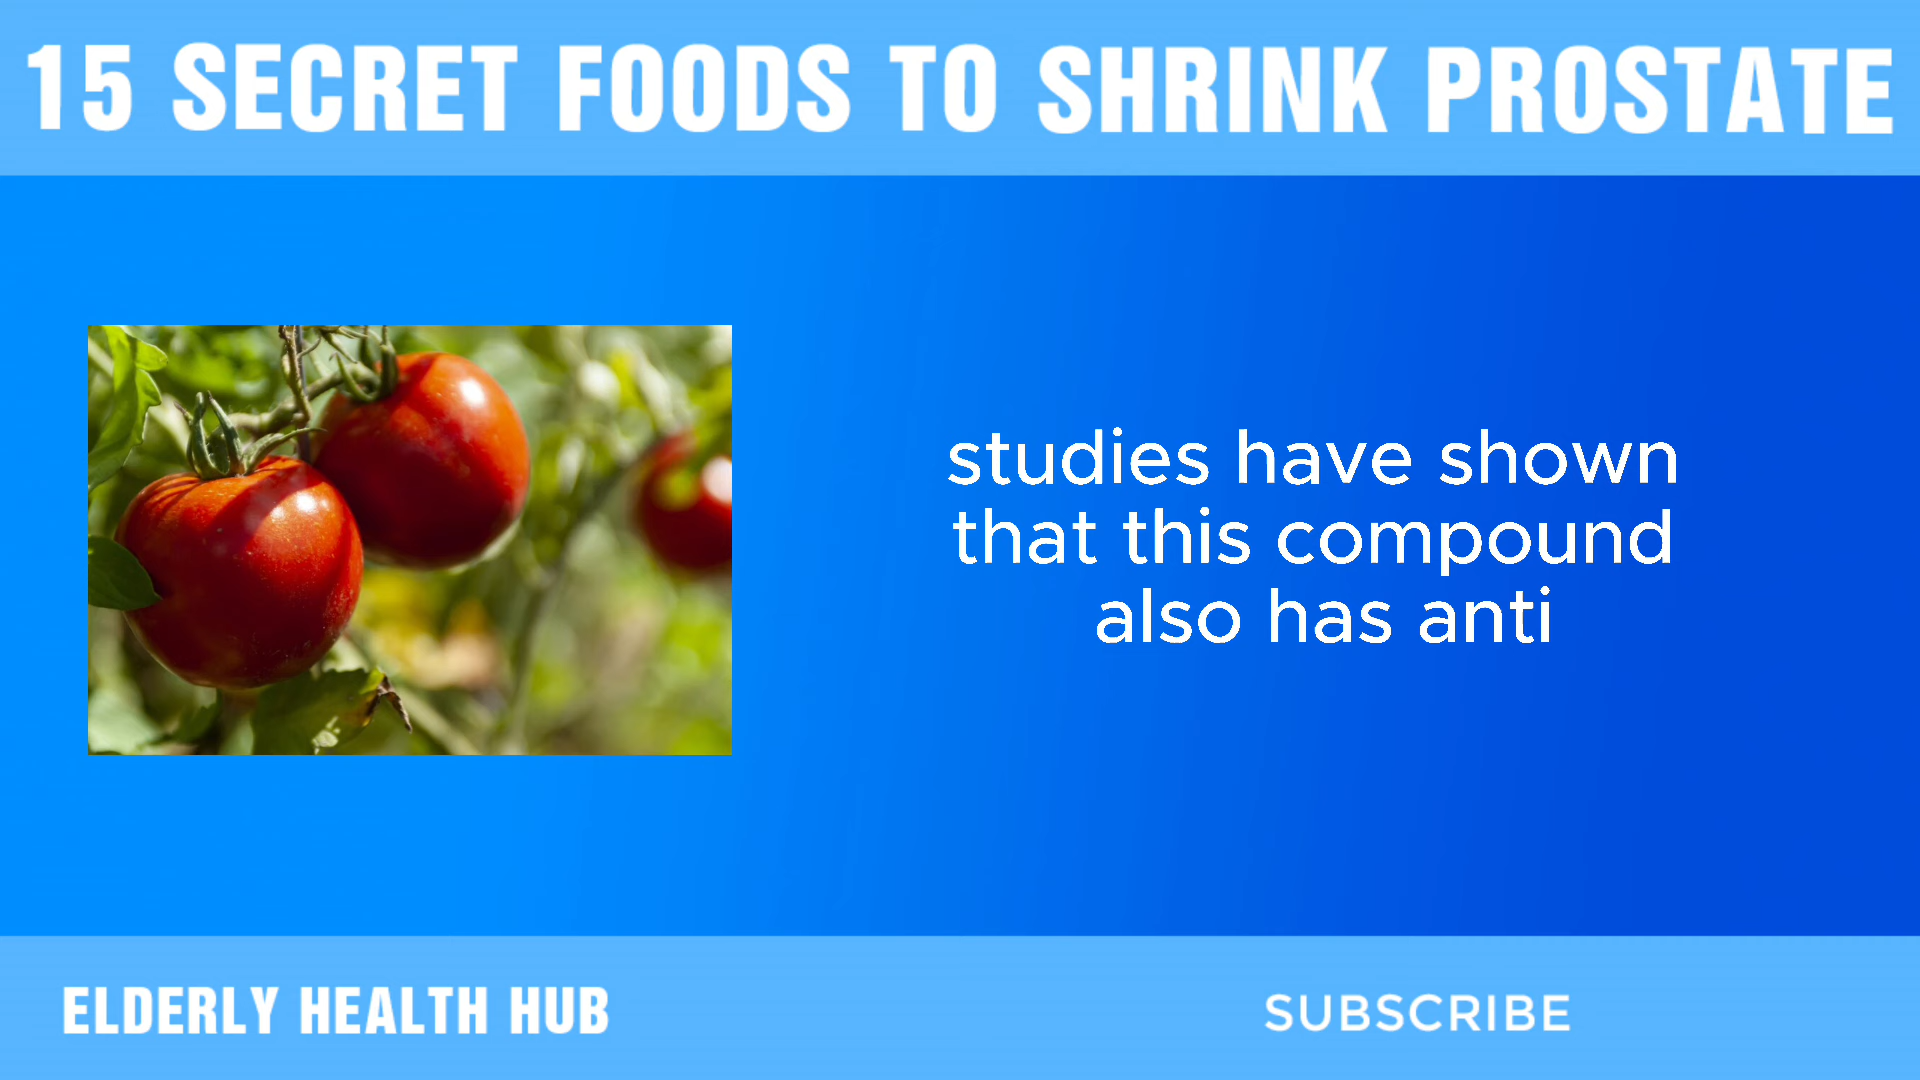 15 SECRET FOODS TO SHRINK PROSTATE
studies have shown
that this compound
also has anti
ELDERLY HEALTH HUB
SUBSCRIBE